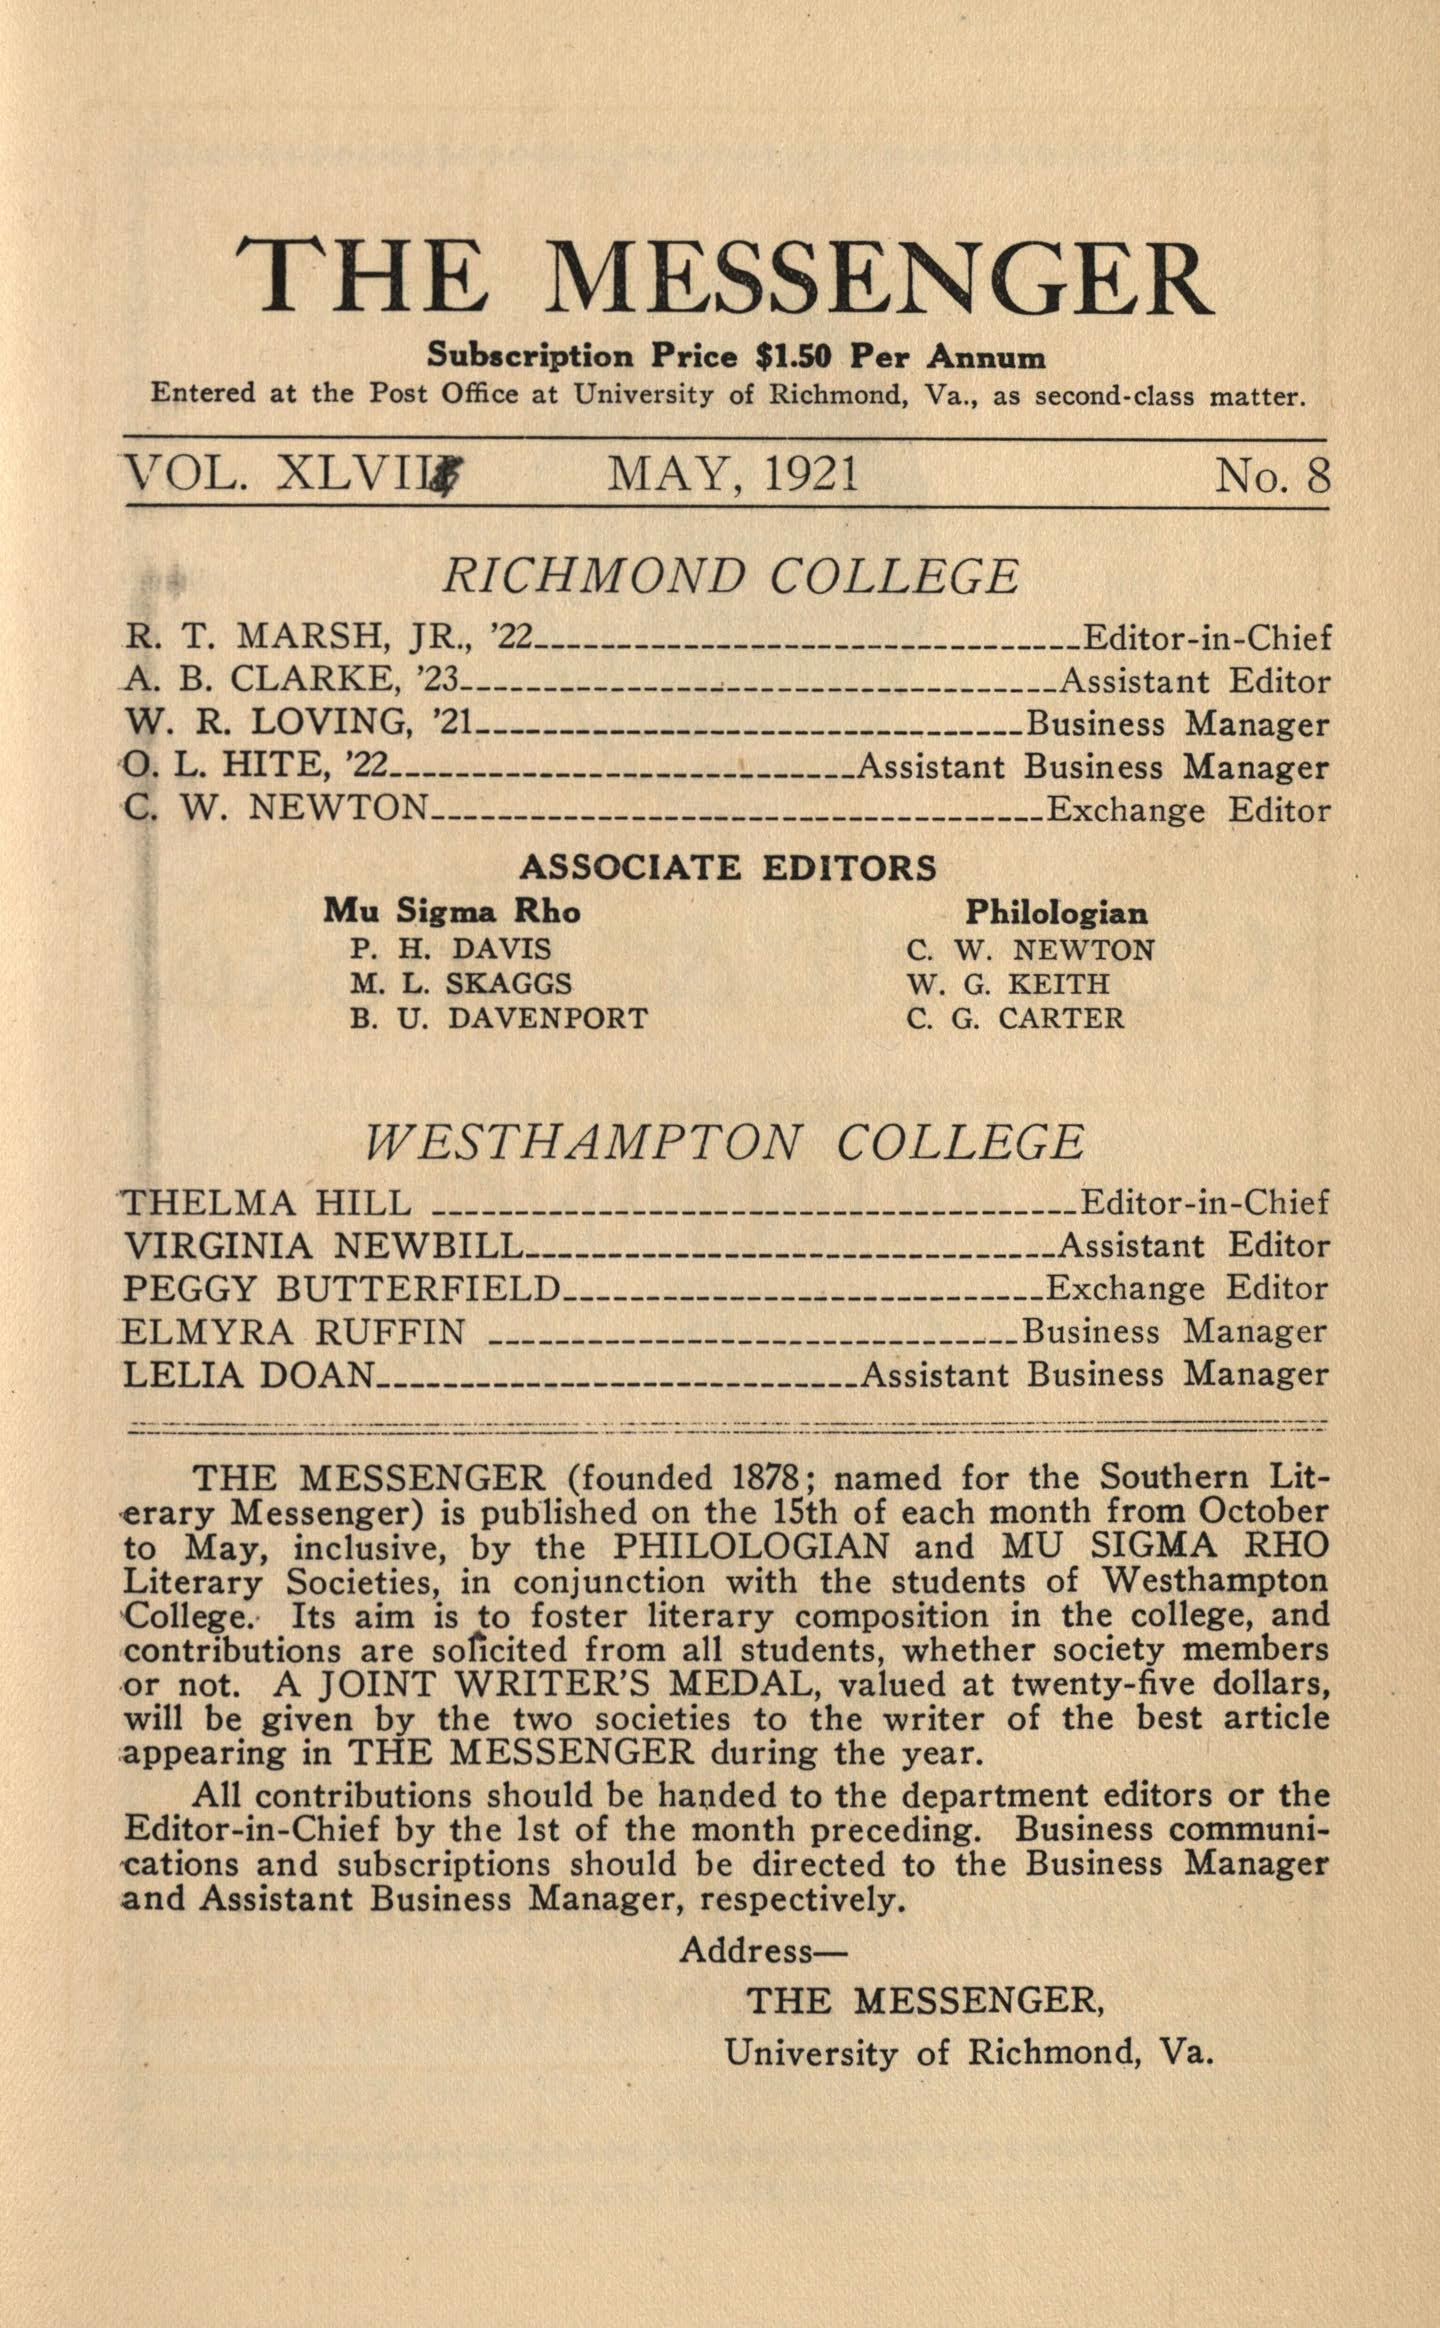 THE MESSENGER
Subscription Price $1.50 Per Annum
Entered at the Post Office at University of Richmond, Va., as second-class matter.
VOL. XLVII MAY, 1921 No. 8
RICHMOND COLLEGE
R. T. MARSH, JR., '22 Editor-in-Chief
A. B. CLARKE, '23 Assistant Editor
W. R. LOVING, '21 Business Manager
O. L. HITE, '22 Assistant Business Manager
C. W. NEWTON Exchange Editor
ASSOCIATE EDITORS
Mu Sigma Rho Philologian
P. H. DAVIS C. W. NEWTON
M. L. SKAGGS W. G. KEITH
B. U. DAVENPORT C. G. CARTER
WESTHAMPTON COLLEGE
THELMA HILL Editor-in-Chief
VIRGINIA NEWBILL Assistant Editor
PEGGY BUTTERFIELD Exchange Editor
ELMYRA RUFFIN Business Manager
LELIA DOAN Assistant Business Manager
THE MESSENGER (founded 1878; named for the Southern Lit-
erary Messenger) is published on the 15th of each month from October
to May, inclusive, by the PHILOLOGIAN and MU SIGMA RHO
Literary Societies, in conjunction with the students of Westhampton
College. Its aim is to foster literary composition in the college, and
contributions are solicited from all students, whether society members
or not. A JOINT WRITER'S MEDAL, valued at twenty-five dollars,
will be given by the two societies to the writer of the best article
appearing in THE MESSENGER during the year.
All contributions should be handed to the department editors or the
Editor-in-Chief by the 1st of the month preceding. Business communi-
cations and subscriptions should be directed to the Business Manager
and Assistant Business Manager, respectively.
Address—
THE MESSENGER,
University of Richmond, Va.